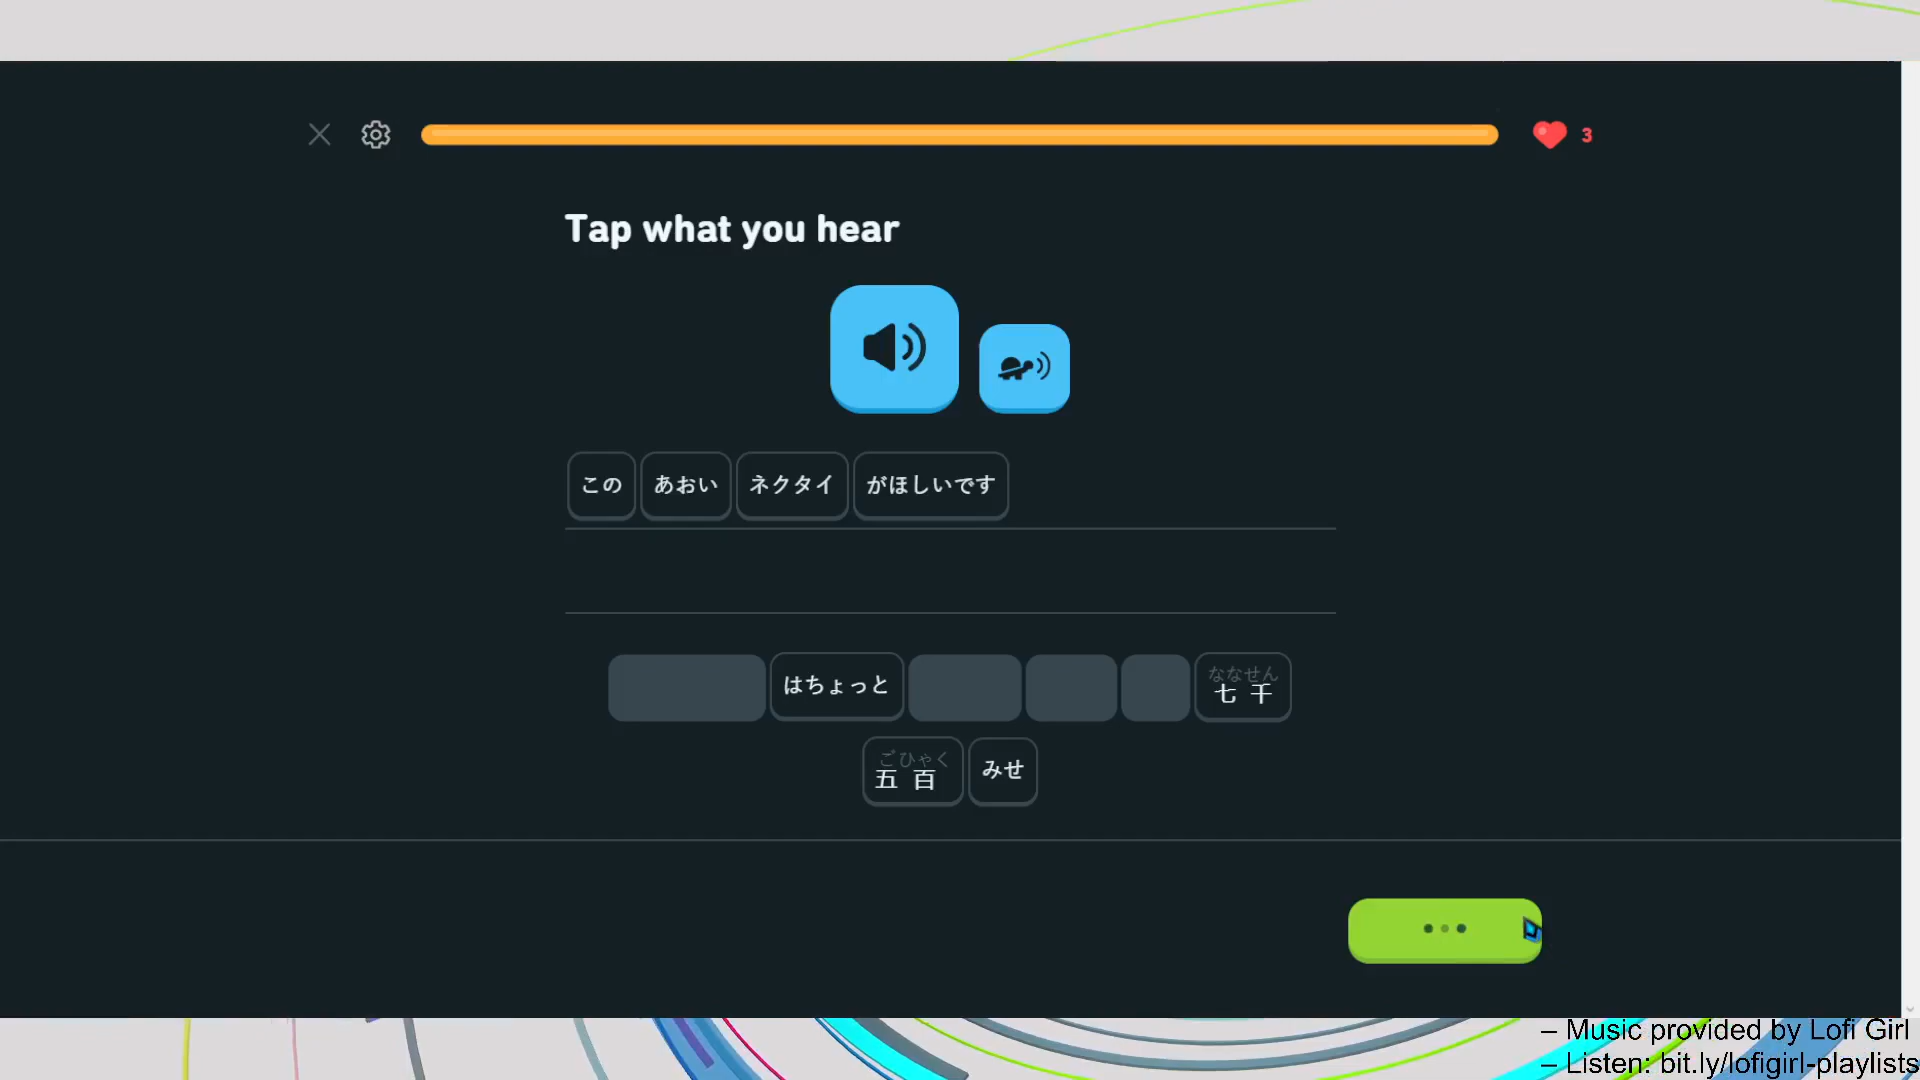 3
Tap what you hear
この あおい ネクタイ がほしいです
はちょっと 七千 ななせん
五百 ごひゃく みせ
– Music provided by Lofi Girl
– Listen: bit.ly/lofigirl-playlists